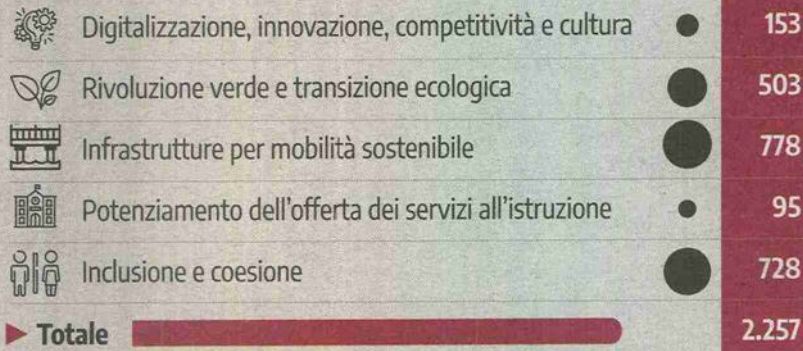 Digitalizzazione, innovazione, competitività e cultura 153
Rivoluzione verde e transizione ecologica 503
Infrastrutture per mobilità sostenibile 778
Potenziamento dell'offerta dei servizi all'istruzione 95
Inclusione e coesione 728
Totale 2.257